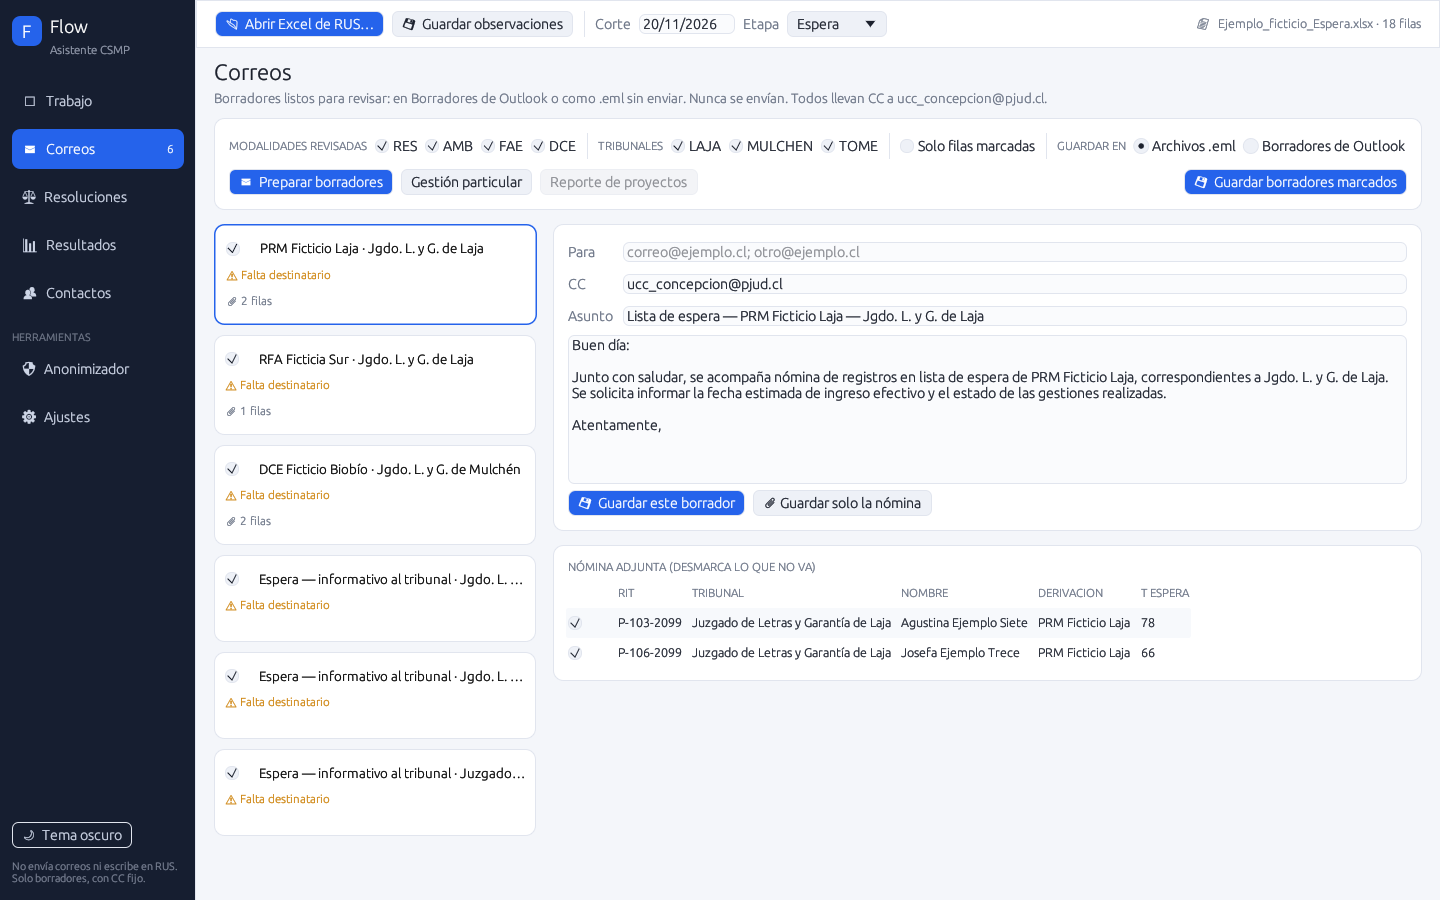 F Flow
Asistente CSMP
Trabajo
Correos 6
Resoluciones
Resultados
Contactos
HERRAMIENTAS
Anonimizador
Ajustes
Tema oscuro
No envía correos ni escribe en RUS.
Solo borradores, con CC fijo.
Abrir Excel de RUS... Guardar observaciones Corte 20/11/2026 Etapa Espera Ejemplo_ficticio_Espera.xlsx · 18 filas
Correos
Borradores listos para revisar: en Borradores de Outlook o como .eml sin enviar. Nunca se envían. Todos llevan CC a ucc_concepcion@pjud.cl.
MODALIDADES REVISADAS RES AMB FAE DCE TRIBUNALES LAJA MULCHEN TOME Solo filas marcadas GUARDAR EN Archivos .eml Borradores de Outlook
Preparar borradores Gestión particular Reporte de proyectos Guardar borradores marcados
PRM Ficticio Laja · Jgdo. L. y G. de Laja
Falta destinatario
2 filas
RFA Ficticia Sur · Jgdo. L. y G. de Laja
Falta destinatario
1 filas
DCE Ficticio Biobío · Jgdo. L. y G. de Mulchén
Falta destinatario
2 filas
Espera — informativo al tribunal · Jgdo. L. ...
Falta destinatario
Espera — informativo al tribunal · Jgdo. L. ...
Falta destinatario
Espera — informativo al tribunal · Juzgado...
Falta destinatario
Para correo@ejemplo.cl; otro@ejemplo.cl
CC ucc_concepcion@pjud.cl
Asunto Lista de espera — PRM Ficticio Laja — Jgdo. L. y G. de Laja
Buen día:
Junto con saludar, se acompaña nómina de registros en lista de espera de PRM Ficticio Laja, correspondientes a Jgdo. L. y G. de Laja.
Se solicita informar la fecha estimada de ingreso efectivo y el estado de las gestiones realizadas.
Atentamente,
Guardar este borrador Guardar solo la nómina
NÓMINA ADJUNTA (DESMARCA LO QUE NO VA)
RIT TRIBUNAL NOMBRE DERIVACION T ESPERA
P-103-2099 Juzgado de Letras y Garantía de Laja Agustina Ejemplo Siete PRM Ficticio Laja 78
P-106-2099 Juzgado de Letras y Garantía de Laja Josefa Ejemplo Trece PRM Ficticio Laja 66